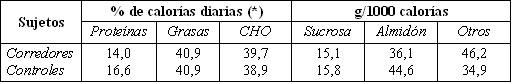 Sujetos % de calorías diarias (*) g/1000 calorías
Proteínas Grasas CHO Sucrosa Almidón Otros
Corredores 14,0 40,9 39,7 15,1 36,1 46,2
Controles 16,6 40,9 38,9 15,8 44,6 34,9